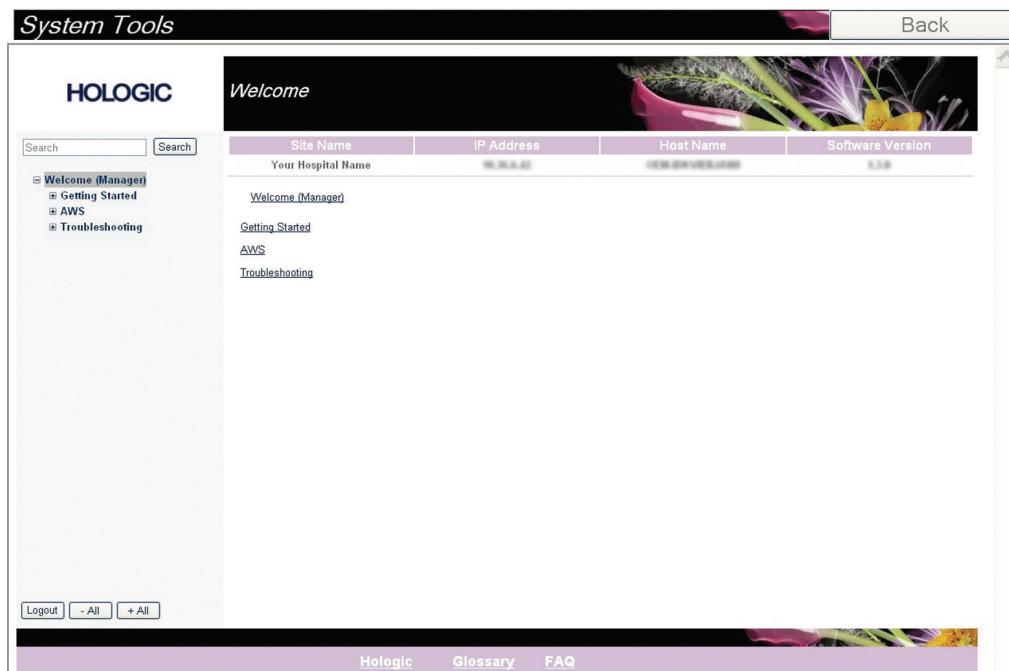 System Tools
Back
HOLOGIC
Welcome
Search
Search
Welcome (Manager)
Getting Started
AWS
Troubleshooting
Site Name IP Address Host Name Software Version
Your Hospital Name
Welcome (Manager)
Getting Started
AWS
Troubleshooting
Logout - All + All
Hologic Glossary FAQ